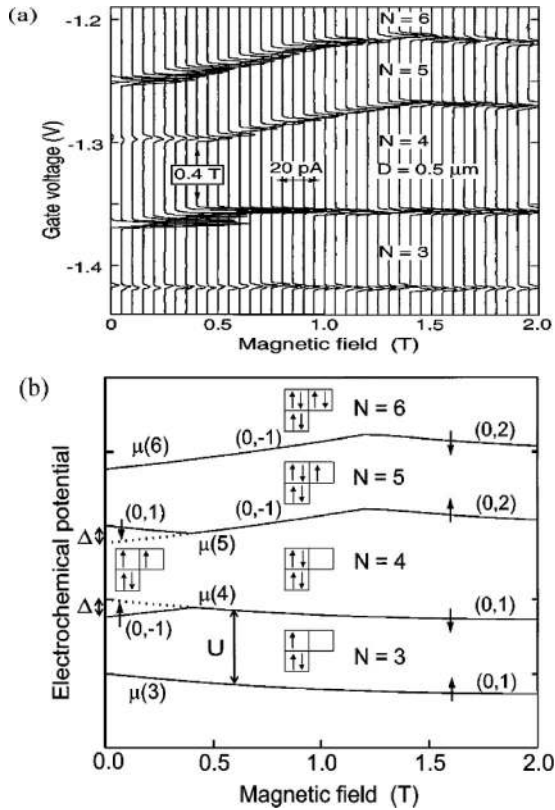 (a)
-1.2
-1.3
-1.4
Gate voltage (V)
N = 6
N = 5
N = 4
0.4 T
20 pA
D = 0.5 μm
N = 3
0 0.5 1.0 1.5 2.0
Magnetic field (T)
(b)
Electrochemical potential
N = 6
μ(6) (0,-1) (0,2)
N = 5
(0,1) (0,-1) (0,2)
Δ μ(5)
N = 4
μ(4) (0,1)
Δ (0,-1)
U N = 3
μ(3) (0,1)
0.0 0.5 1.0 1.5 2.0
Magnetic field (T)